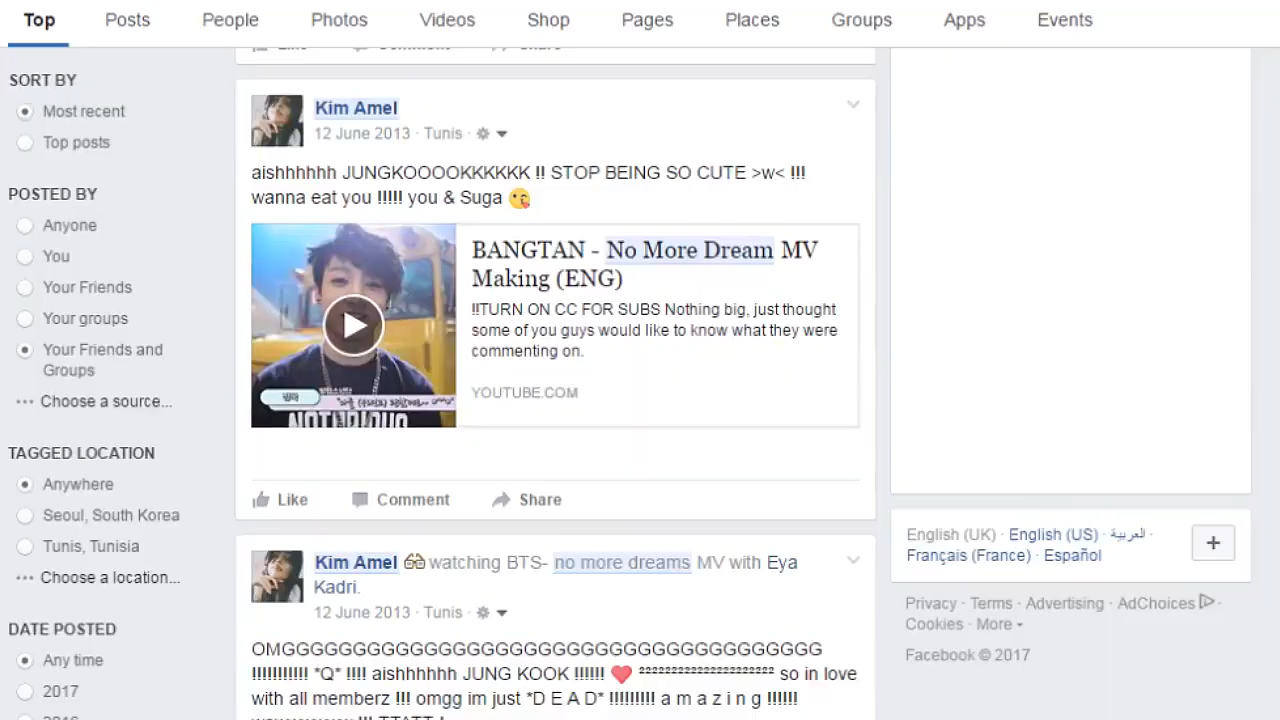 Top Posts People Photos Videos Shop Pages Places Groups Apps Events
Like Comment Share
SORT BY
Most recent
Top posts
POSTED BY
Anyone
You
Your Friends
Your groups
Your Friends and
Groups
Choose a source...
TAGGED LOCATION
Anywhere
Seoul, South Korea
Tunis, Tunisia
Choose a location...
DATE POSTED
Any time
2017
Kim Amel
12 June 2013 · Tunis ·
aishhhhhh JUNGKOOOOKKKKKK !! STOP BEING SO CUTE >w< !!!
wanna eat you !!!!! you & Suga 😋
BANGTAN - No More Dream MV
Making (ENG)
!!TURN ON CC FOR SUBS Nothing big, just thought
some of you guys would like to know what they were
commenting on.
YOUTUBE.COM
NOTORIOUS
Like Comment Share
Kim Amel watching BTS- no more dreams MV with Eya
Kadri.
12 June 2013 · Tunis ·
OMGGGGGGGGGGGGGGGGGGGGGGGGGGGGGGGGGGGGGG
!!!!!!!!!! *Q* !!!! aishhhhhh JUNG KOOK !!!!!! ❤ ²²²²²²²²²²²²²²²²²²²²² so in love
with all memberz !!! omgg im just *D E A D* !!!!!!!!! a m a z i n g !!!!!!
English (UK) · English (US) · العربية ·
Français (France) · Español
Privacy · Terms · Advertising · AdChoices ·
Cookies · More
Facebook © 2017